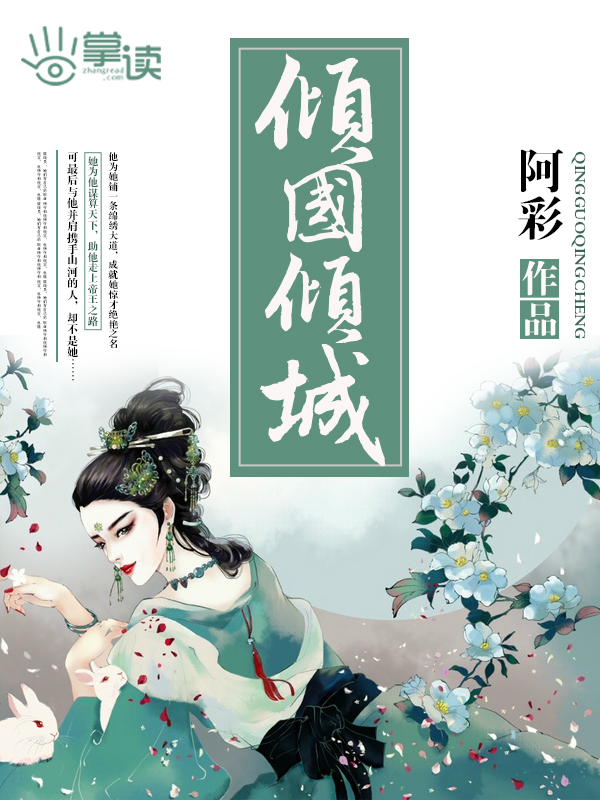 掌读
zhangread
.com
傾國傾城
阿彩
作品
QINGGUOQINGCHENG
他为她铺一条绵绣大道，成就她惊才绝艳之名
她为他谋算天下，助他走上帝王之路
可最后与他并肩携手山河的人，却不是她……